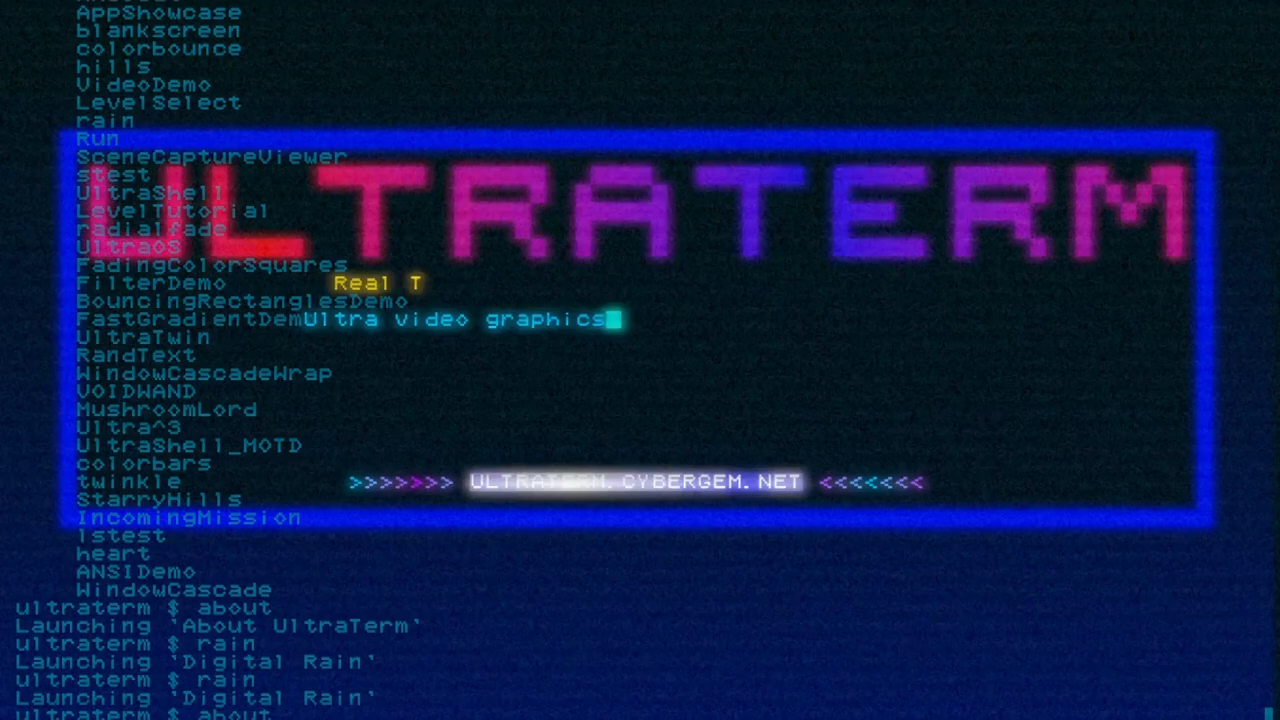 AppShowcase
blankscreen
colorbounce
hills
VideoDemo
LevelSelect
rain
Run
SceneCaptureViewer
stest
ULTRATERM
UltraShell
LevelTutorial
radialfade
UltraOS
FadingColorSquares
FilterDemo
Real T
BouncingRectanglesDemo
FastGradientDem
Ultra video graphics
UltraTwin
RandText
WindowCascadeWrap
VOIDWAND
MushroomLord
Ultra^3
UltraShell_MOTD
colorbars
twinkle
>>>>>>> ULTRATERM.CYBERGEM.NET <<<<<<<
StarryHills
IncomingMission
lstest
heart
ANSIDemo
WindowCascade
ultraterm $ about
Launching 'About UltraTerm'
ultraterm $ rain
Launching 'Digital Rain'
ultraterm $ rain
Launching 'Digital Rain'
ultraterm $ about